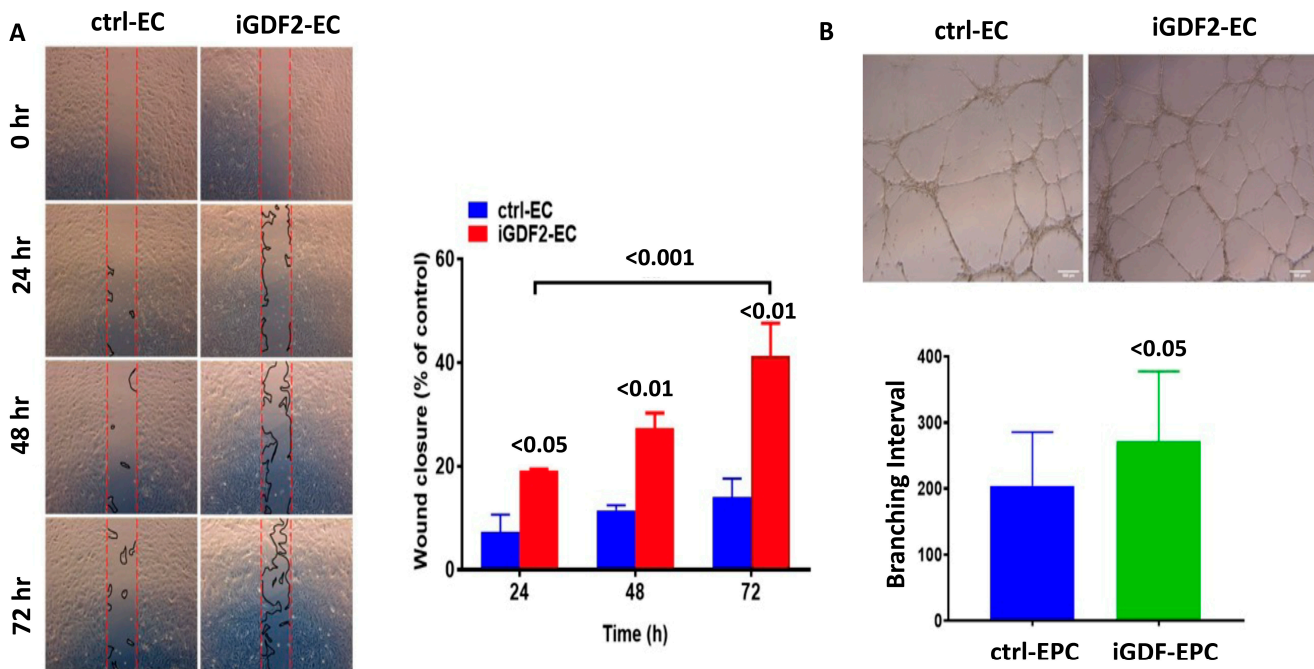 A
ctrl-EC
iGDF2-EC
0 hr
24 hr
48 hr
72 hr
ctrl-EC
iGDF2-EC
Wound closure (% of control)
60
40
20
0
<0.001
<0.05
<0.01
<0.01
24
48
72
Time (h)
B
ctrl-EC
iGDF2-EC
Branching Interval
400
300
200
100
0
<0.05
ctrl-EPC
iGDF-EPC